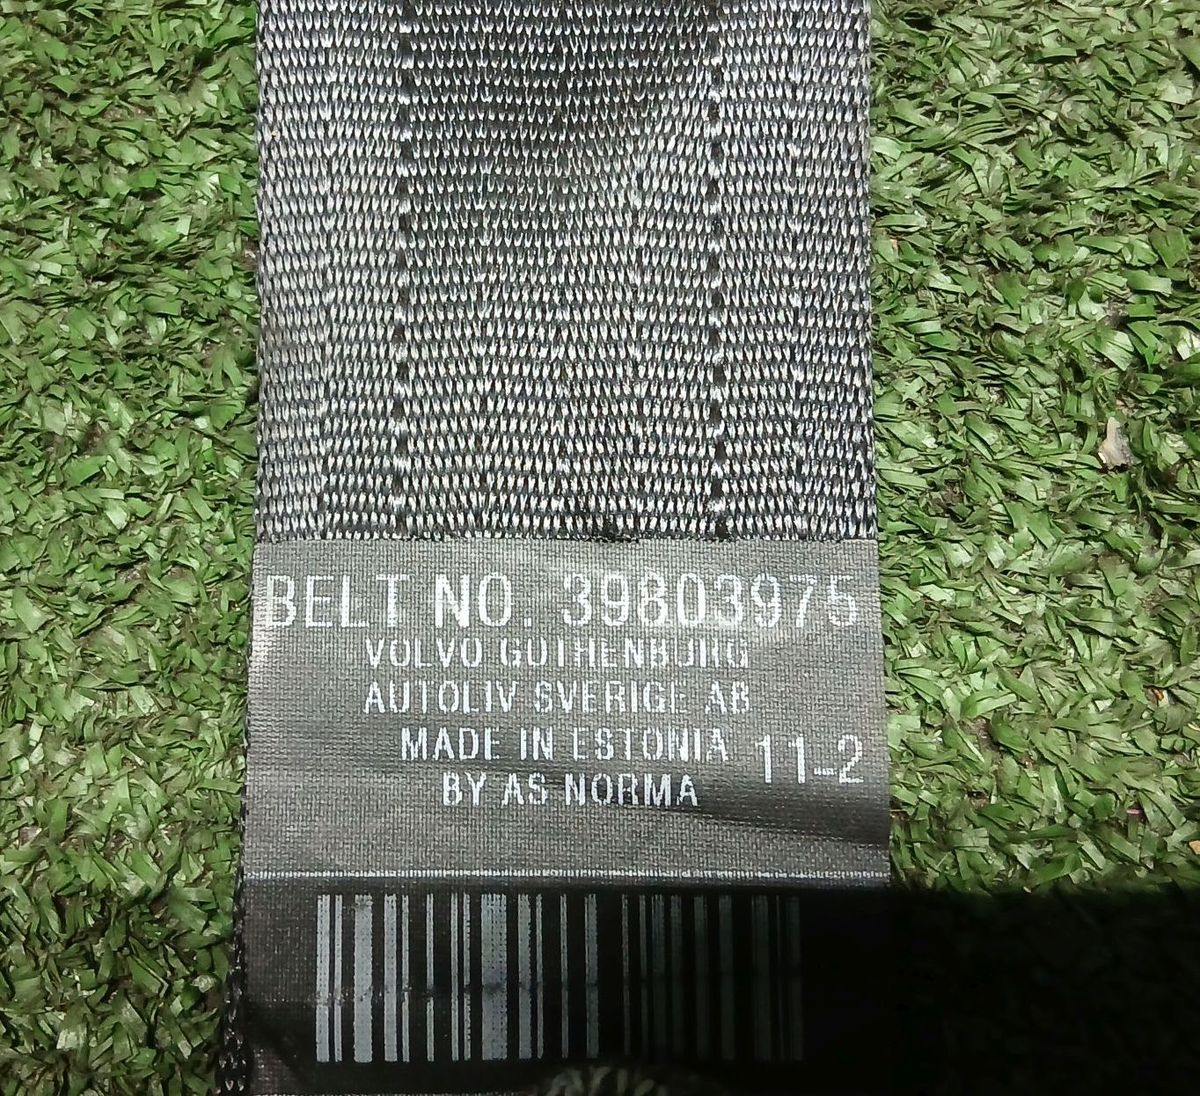 BELT NO. 39803975
VOLVO GOTHENBURG
AUTOLIV SVERIGE AB
MADE IN ESTONIA 11-2
BY AS NORMA